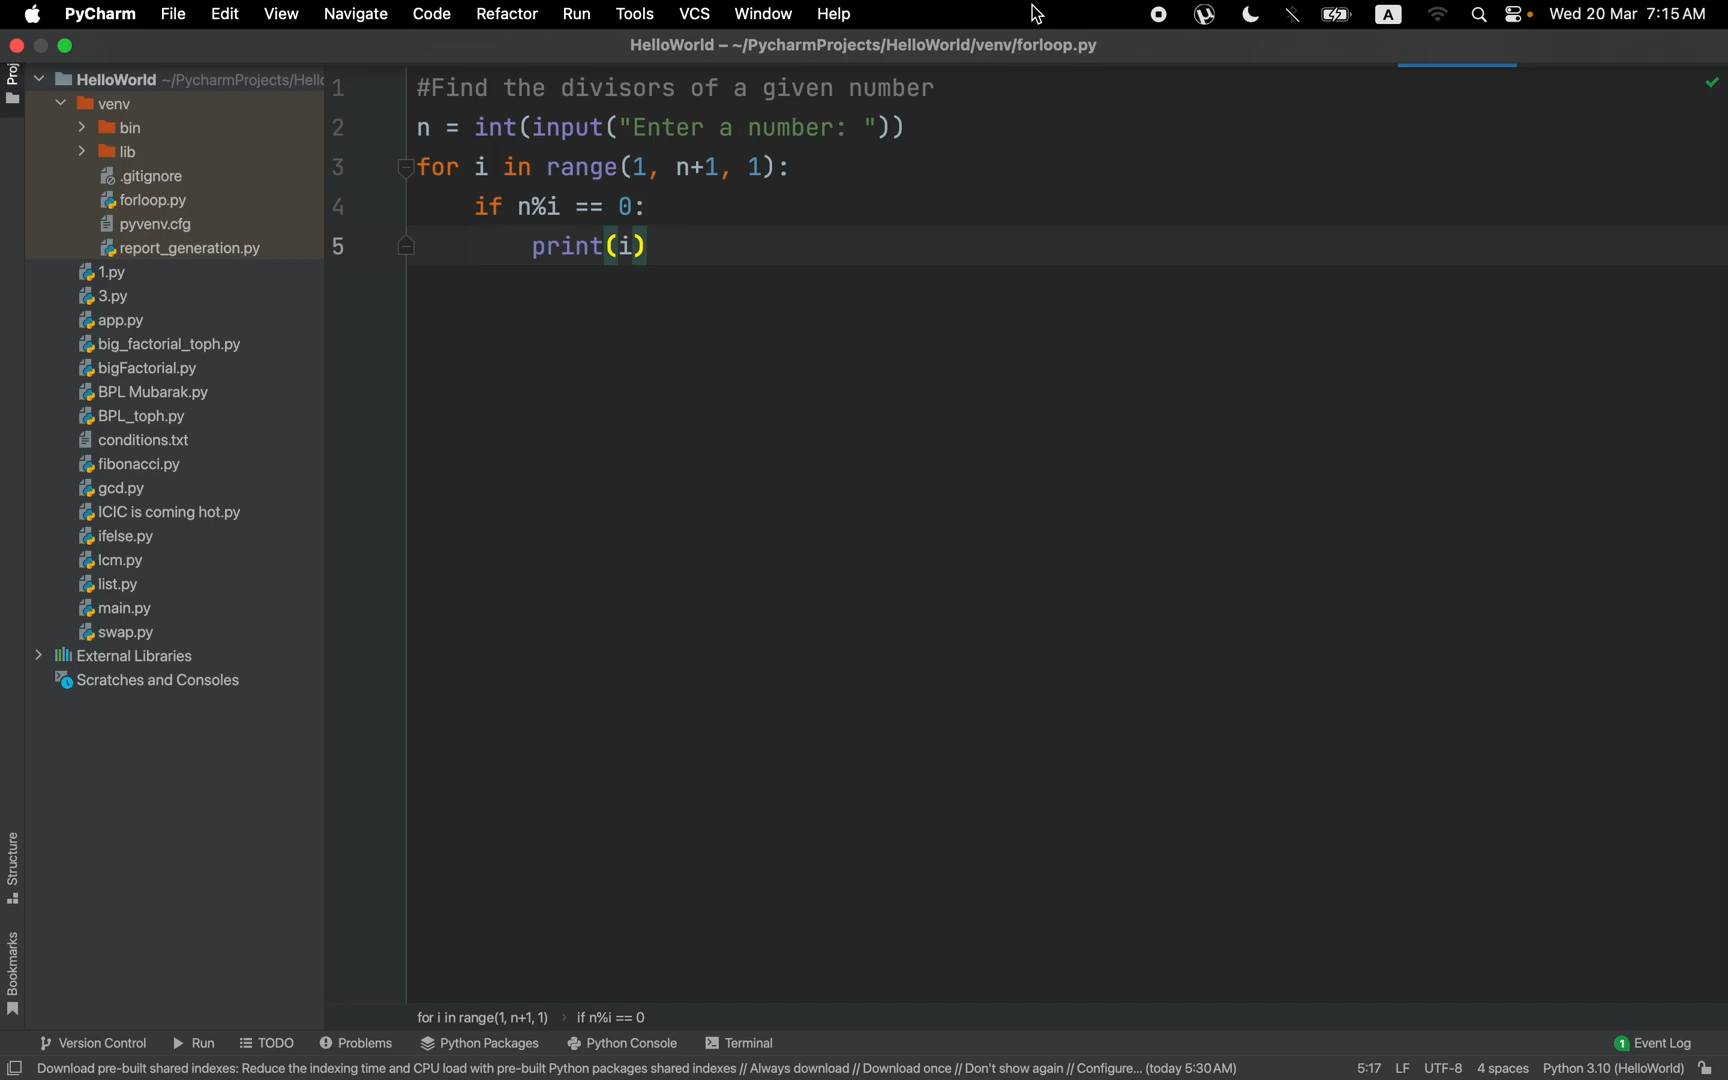 PyCharm File Edit View Navigate Code Refactor Run Tools VCS Window Help A Wed 20 Mar 7:15 AM
HelloWorld – ~/PycharmProjects/HelloWorld/venv/forloop.py
HelloWorld ~/PycharmProjects/Hello
venv
bin
lib
.gitignore
forloop.py
pyvenv.cfg
report_generation.py
1.py
3.py
app.py
big_factorial_toph.py
bigFactorial.py
BPL Mubarak.py
BPL_toph.py
conditions.txt
fibonacci.py
gcd.py
ICIC is coming hot.py
ifelse.py
lcm.py
list.py
main.py
swap.py
External Libraries
Scratches and Consoles
Proj
Structure
Bookmarks
1 #Find the divisors of a given number
2 n = int(input("Enter a number: "))
3 for i in range(1, n+1, 1):
4 if n%i == 0:
5 print(i)
for i in range(1, n+1, 1) › if n%i == 0
Version Control Run TODO Problems Python Packages Python Console Terminal 1 Event Log
Download pre-built shared indexes: Reduce the indexing time and CPU load with pre-built Python packages shared indexes // Always download // Download once // Don't show again // Configure... (today 5:30 AM) 5:17 LF UTF-8 4 spaces Python 3.10 (HelloWorld)